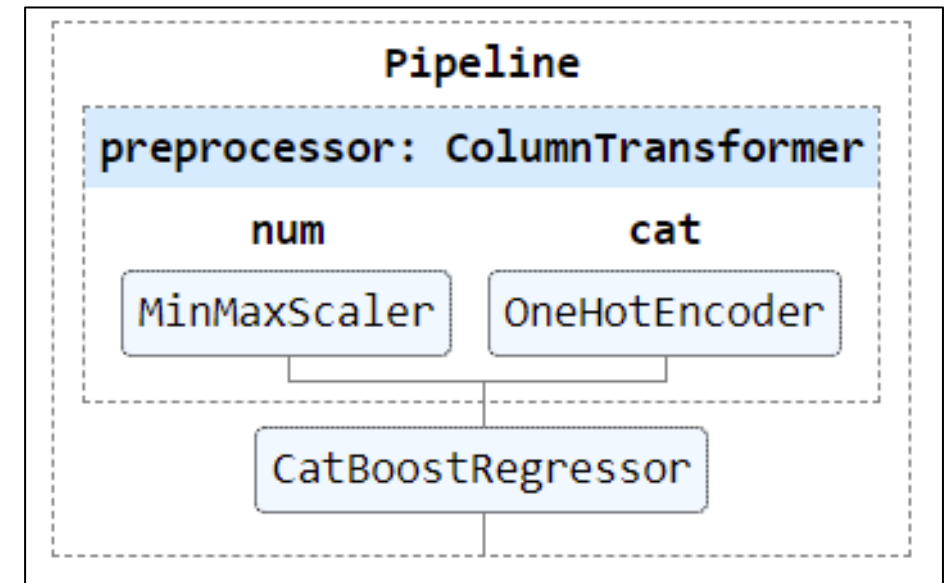 Pipeline
preprocessor: ColumnTransformer
num cat
MinMaxScaler OneHotEncoder
CatBoostRegressor